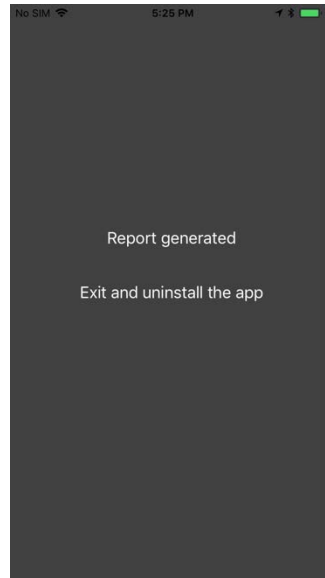 No SIM 5:25 PM
Report generated
Exit and uninstall the app